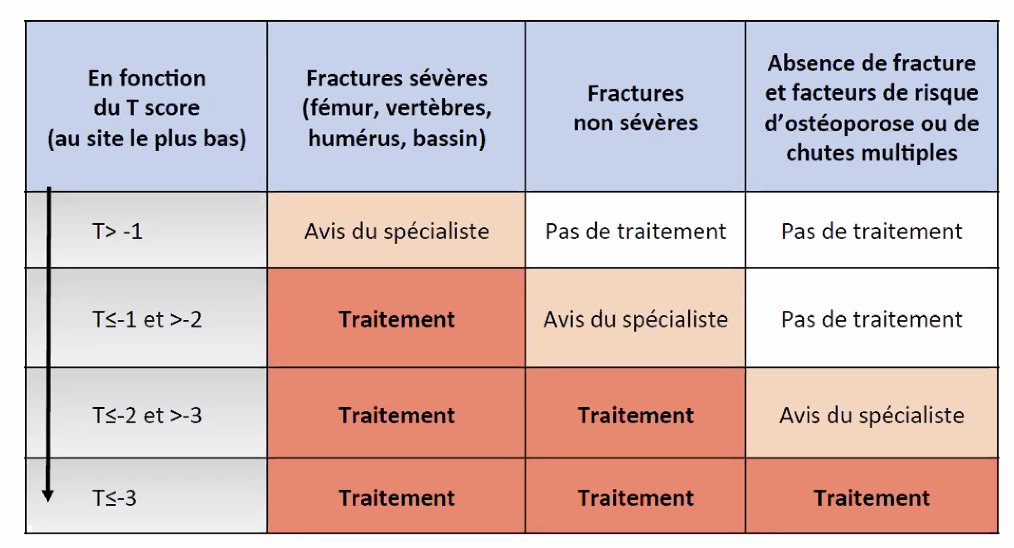 En fonction
du T score
(au site le plus bas)
Fractures sévères
(fémur, vertèbres,
humérus, bassin)
Fractures
non sévères
Absence de fracture
et facteurs de risque
d'ostéoporose ou de
chutes multiples
T> -1
Avis du spécialiste
Pas de traitement
Pas de traitement
T≤-1 et >-2
Traitement
Avis du spécialiste
Pas de traitement
T≤-2 et >-3
Traitement
Traitement
Avis du spécialiste
T≤-3
Traitement
Traitement
Traitement